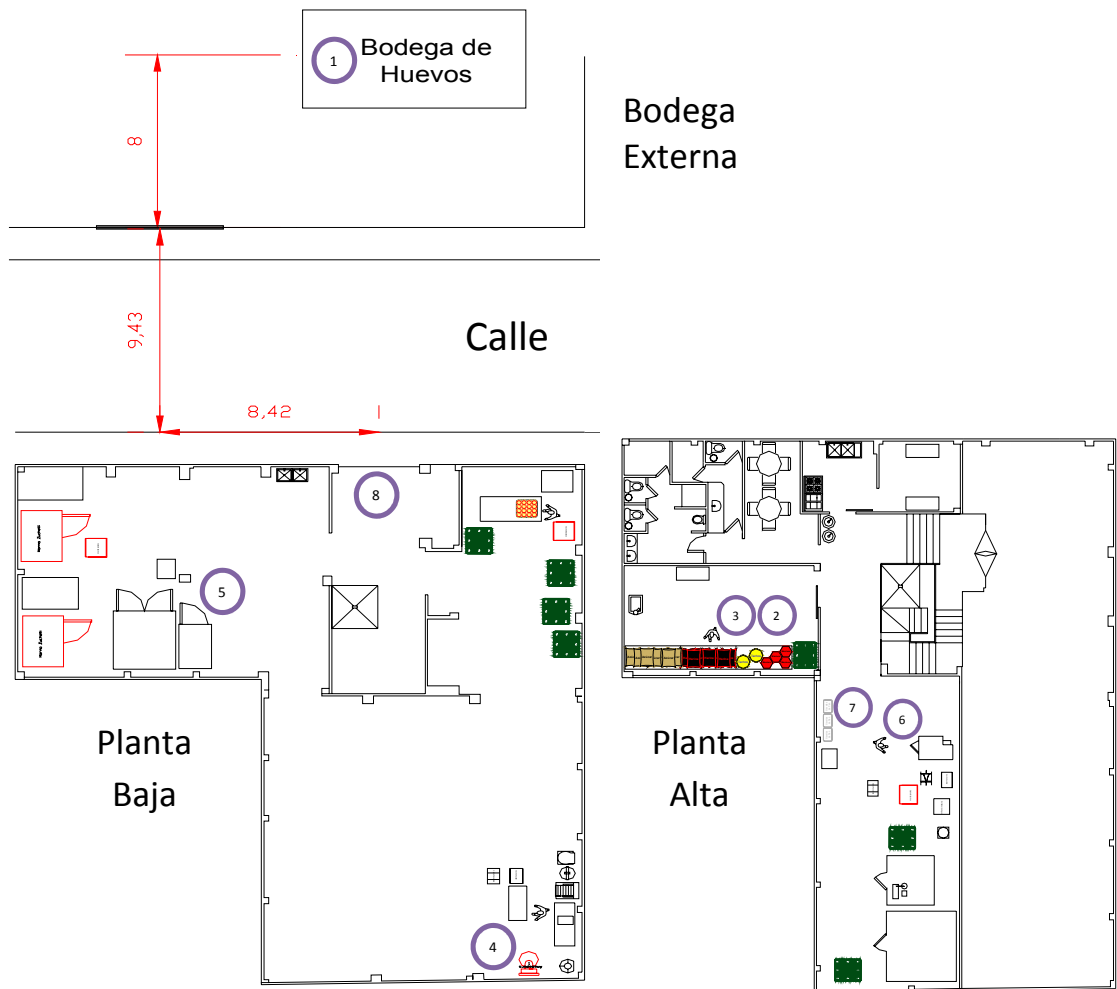 1
Bodega de
Huevos
Bodega
Externa
8
9,43
Calle
8,42
8
5
3
2
7
6
4
Planta
Baja
Planta
Alta